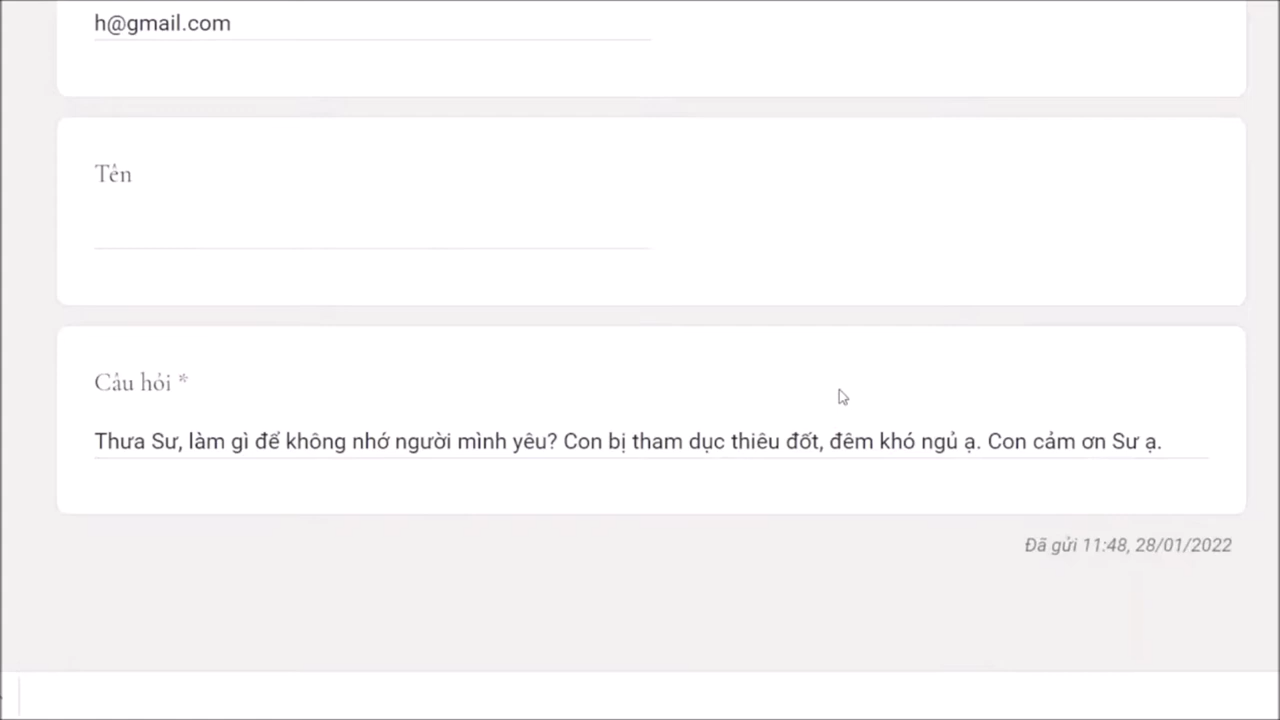 h@gmail.com
Tên
Câu hỏi *
Thưa Sư, làm gì để không nhớ người mình yêu? Con bị tham dục thiêu đốt, đêm khó ngủ ạ. Con cảm ơn Sư ạ.
Đã gửi 11:48, 28/01/2022